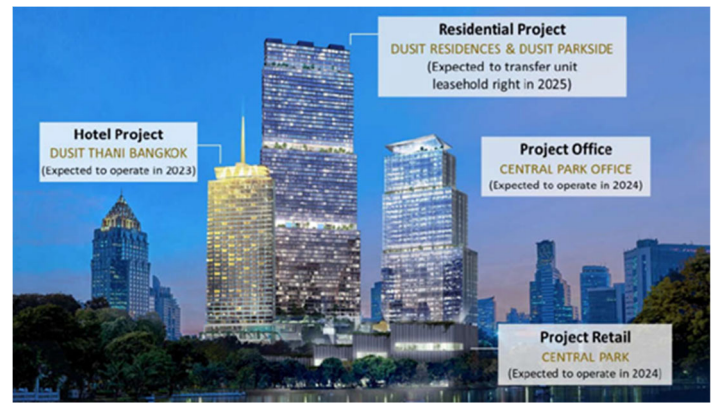 Residential Project
DUSIT RESIDENCES & DUSIT PARKSIDE
(Expected to transfer unit
leasehold right in 2025)
Hotel Project
DUSIT THANI BANGKOK
(Expected to operate in 2023)
Project Office
CENTRAL PARK OFFICE
(Expected to operate in 2024)
Project Retail
CENTRAL PARK
(Expected to operate in 2024)